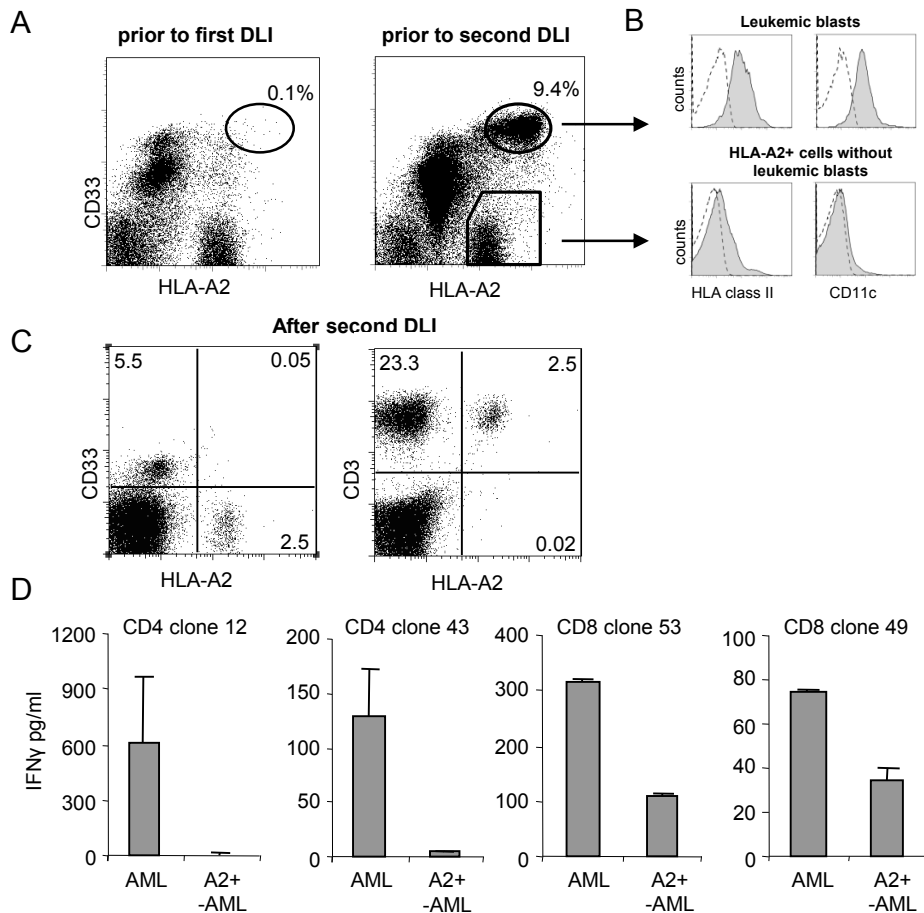 A
prior to first DLI
prior to second DLI
0.1%
9.4%
CD33
HLA-A2
HLA-A2
B
Leukemic blasts
counts
HLA-A2+ cells without
leukemic blasts
counts
HLA class II
CD11c
C
After second DLI
5.5
0.05
2.5
CD33
HLA-A2
23.3
2.5
0.02
CD3
HLA-A2
D
IFNγ pg/ml
CD4 clone 12
1200
900
600
300
0
AML
A2+
-AML
CD4 clone 43
200
150
100
50
0
AML
A2+
-AML
CD8 clone 53
400
300
200
100
0
AML
A2+
-AML
CD8 clone 49
100
80
60
40
20
0
AML
A2+
-AML